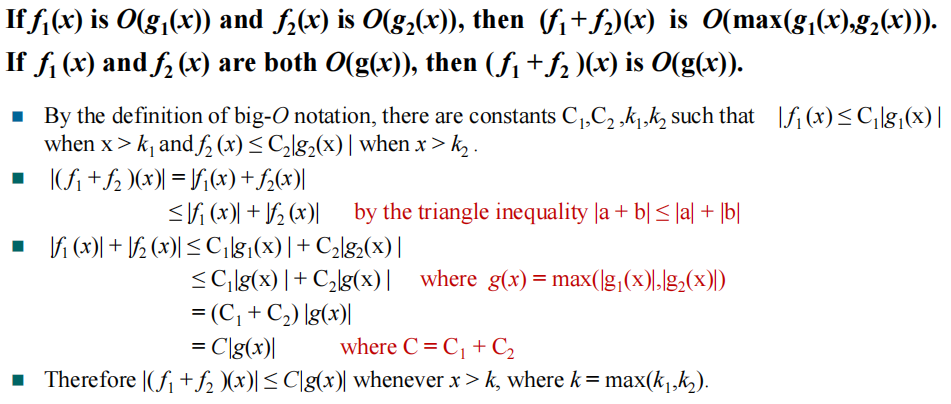 If f₁(x) is O(g₁(x)) and f₂(x) is O(g₂(x)), then (f₁ + f₂)(x) is O(max(g₁(x),g₂(x))).
If f₁ (x) and f₂ (x) are both O(g(x)), then ( f₁ + f₂ )(x) is O(g(x)).
■ By the definition of big-O notation, there are constants C₁,C₂ ,k₁,k₂ such that |f₁ (x) ≤ C₁|g₁(x) |
when x > k₁ and f₂ (x) ≤ C₂|g₂(x) | when x > k₂ .
■ |( f₁ + f₂ )(x)| = |f₁(x) + f₂(x)|
≤ |f₁ (x)| + |f₂ (x)| by the triangle inequality |a + b| ≤ |a| + |b|
■ |f₁ (x)| + |f₂ (x)| ≤ C₁|g₁(x) | + C₂|g₂(x) |
≤ C₁|g(x) | + C₂|g(x) | where g(x) = max(|g₁(x)|,|g₂(x)|)
= (C₁ + C₂) |g(x)|
= C|g(x)| where C = C₁ + C₂
■ Therefore |( f₁ + f₂ )(x)| ≤ C|g(x)| whenever x > k, where k = max(k₁,k₂).